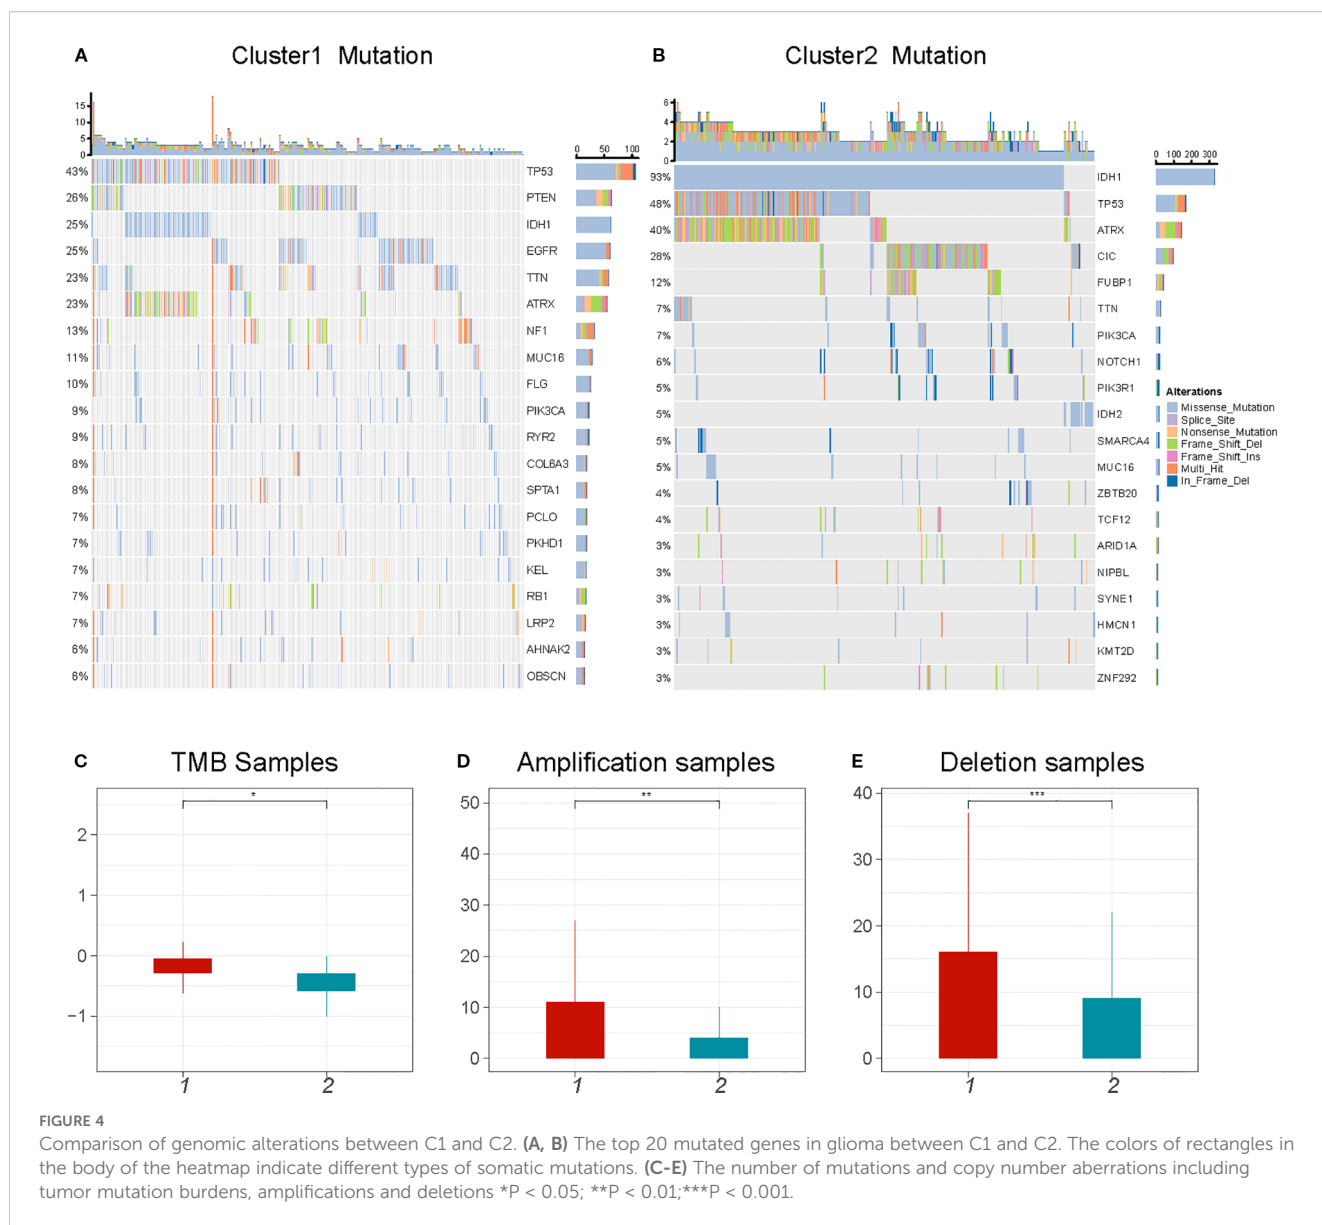 A
Cluster1 Mutation
15
10
5
0
0 50 100
43% TP53
26% PTEN
25% IDH1
25% EGFR
23% TTN
23% ATRX
13% NF1
11% MUC16
10% FLG
9% PIK3CA
9% RYR2
8% COL6A3
8% SPTA1
7% PCLO
7% PKHD1
7% KEL
7% RB1
7% LRP2
6% AHNAK2
6% OBSCN
B
Cluster2 Mutation
6
4
2
0
0 100 200 300
93% IDH1
48% TP53
40% ATRX
28% CIC
12% FUBP1
7% TTN
7% PIK3CA
6% NOTCH1
5% PIK3R1
5% IDH2
5% SMARCA4
5% MUC16
4% ZBTB20
4% TCF12
3% ARID1A
3% NIPBL
3% SYNE1
3% HMCN1
3% KMT2D
3% ZNF292
Alterations
Missense_Mutation
Splice_Site
Nonsense_Mutation
Frame_Shift_Del
Frame_Shift_Ins
Multi_Hit
In_Frame_Del
C
TMB Samples
*
2
1
0
−1
1 2
D
Amplification samples
**
50
40
30
20
10
0
1 2
E
Deletion samples
***
40
30
20
10
0
1 2
FIGURE 4
Comparison of genomic alterations between C1 and C2. (A, B) The top 20 mutated genes in glioma between C1 and C2. The colors of rectangles in
the body of the heatmap indicate different types of somatic mutations. (C-E) The number of mutations and copy number aberrations including
tumor mutation burdens, amplifications and deletions *P < 0.05; **P < 0.01;***P < 0.001.